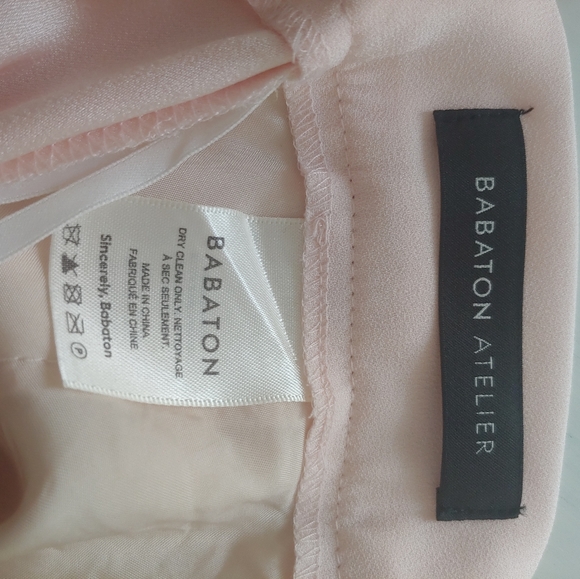 BABATON ATELIER
BABATON
DRY CLEAN ONLY. NETTOYAGE
À SEC SEULEMENT.
MADE IN CHINA
FABRIQUÉ EN CHINE
Sincerely, Babaton
P